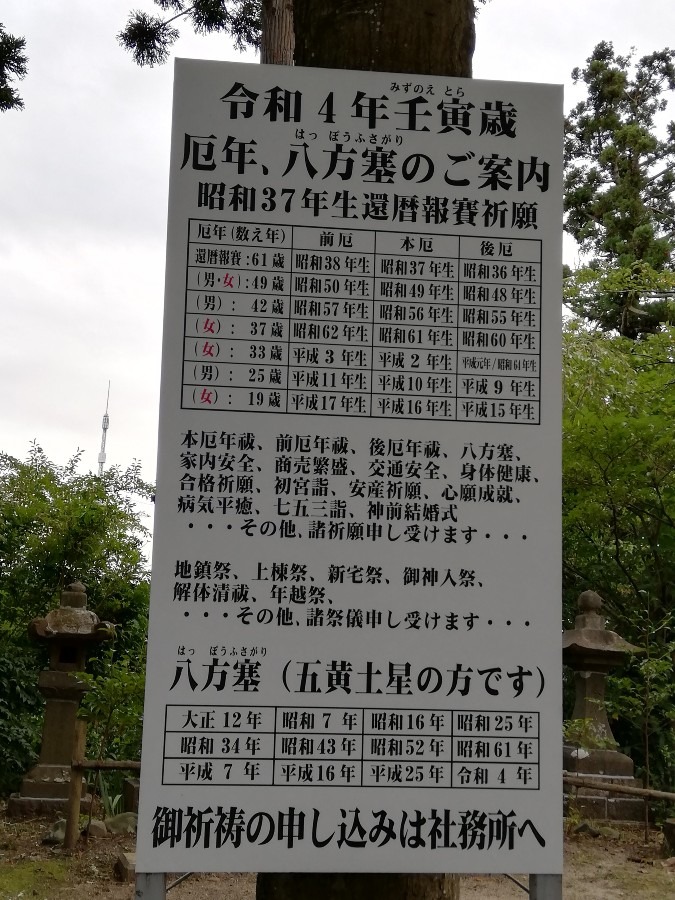 みずのえ とら
令和4年壬寅歳
はっ ぽうふさがり
厄年、八方塞のご案内
昭和37年生還暦報賽祈願
厄年(数え年) 前厄 本厄 後厄
還暦報賽:61歳 昭和38年生 昭和37年生 昭和36年生
(男・女):49歳 昭和50年生 昭和49年生 昭和48年生
(男): 42歳 昭和57年生 昭和56年生 昭和55年生
(女): 37歳 昭和62年生 昭和61年生 昭和60年生
(女): 33歳 平成 3年生 平成 2年生 平成元年/昭和64年生
(男): 25歳 平成11年生 平成10年生 平成 9年生
(女): 19歳 平成17年生 平成16年生 平成15年生
本厄年祓、前厄年祓、後厄年祓、八方塞、
家内安全、商売繁盛、交通安全、身体健康、
合格祈願、初宮詣、安産祈願、心願成就、
病気平癒、七五三詣、神前結婚式
・・・その他、諸祈願申し受けます・・・
地鎮祭、上棟祭、新宅祭、御神入祭、
解体清祓、年越祭、
・・・その他、諸祭儀申し受けます・・・
はっ ぽうふさがり
八方塞(五黄土星の方です)
大正12年 昭和 7年 昭和16年 昭和25年
昭和34年 昭和43年 昭和52年 昭和61年
平成 7年 平成16年 平成25年 令和 4年
御祈祷の申し込みは社務所へ